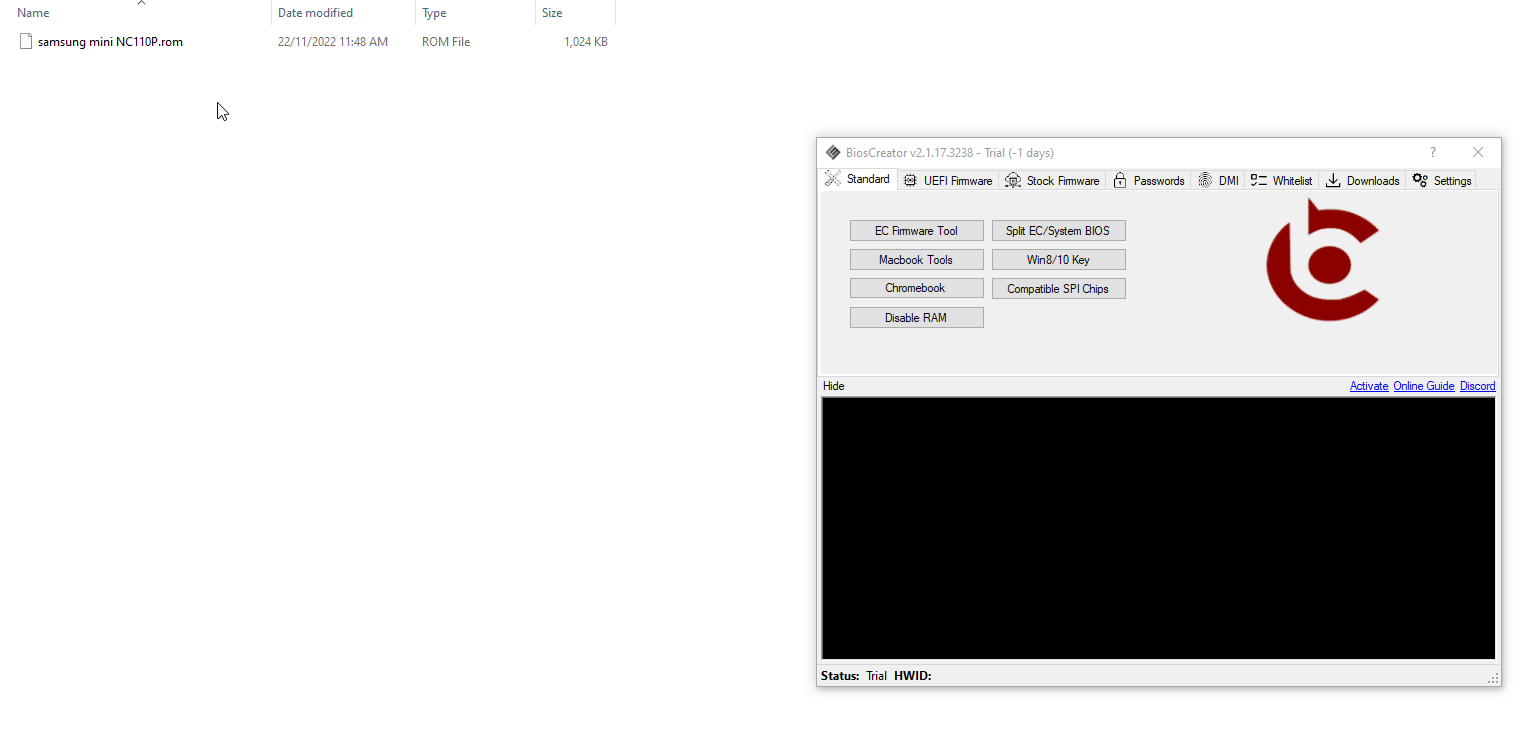 Name Date modified Type Size
samsung mini NC110P.rom 22/11/2022 11:48 AM ROM File 1,024 KB
BiosCreator v2.1.17.3238 - Trial (-1 days) ?
Standard UEFI Firmware Stock Firmware Passwords DMI Whitelist Downloads Settings
EC Firmware Tool Split EC/System BIOS
Macbook Tools Win8/10 Key
Chromebook Compatible SPI Chips
Disable RAM
Hide Activate Online Guide Discord
Status: Trial HWID: